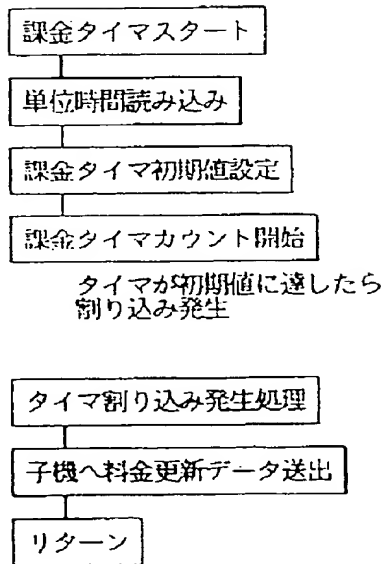 課金タイマスタート
単位時間読み込み
課金タイマ初期値設定
課金タイマカウント開始
タイマが初期値に達したら
割り込み発生
タイマ割り込み発生処理
子機へ料金更新データ送出
リターン